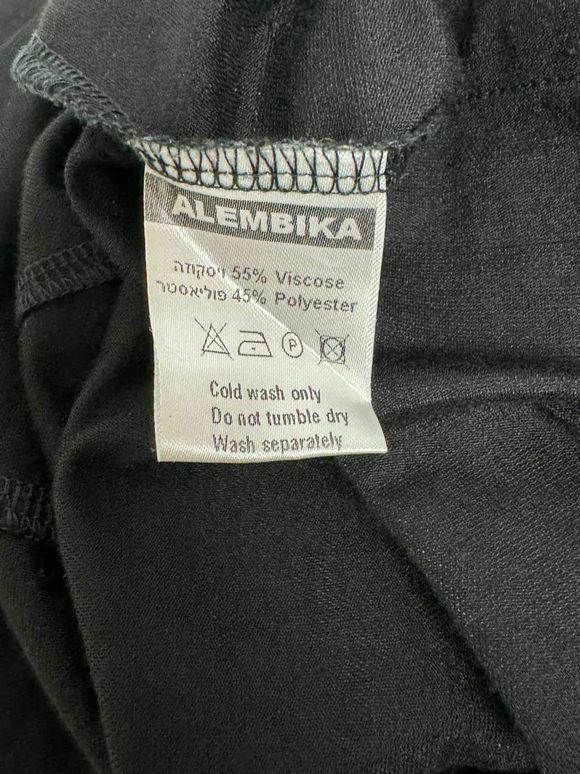 ALEMBIKA
ויסקוזה 55% Viscose
פוליאסטר 45% Polyester
P
Cold wash only
Do not tumble dry
Wash separately